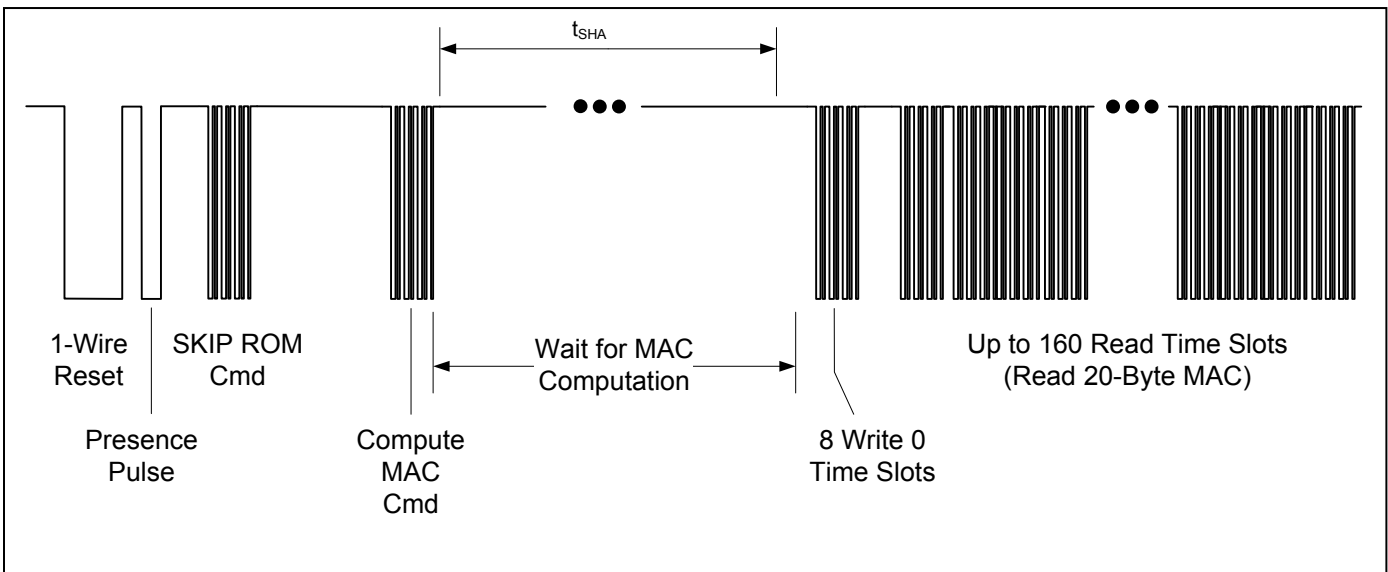 tSHA
1-Wire
Reset
SKIP ROM
Cmd
Wait for MAC
Computation
Up to 160 Read Time Slots
(Read 20-Byte MAC)
Presence
Pulse
Compute
MAC
Cmd
8 Write 0
Time Slots